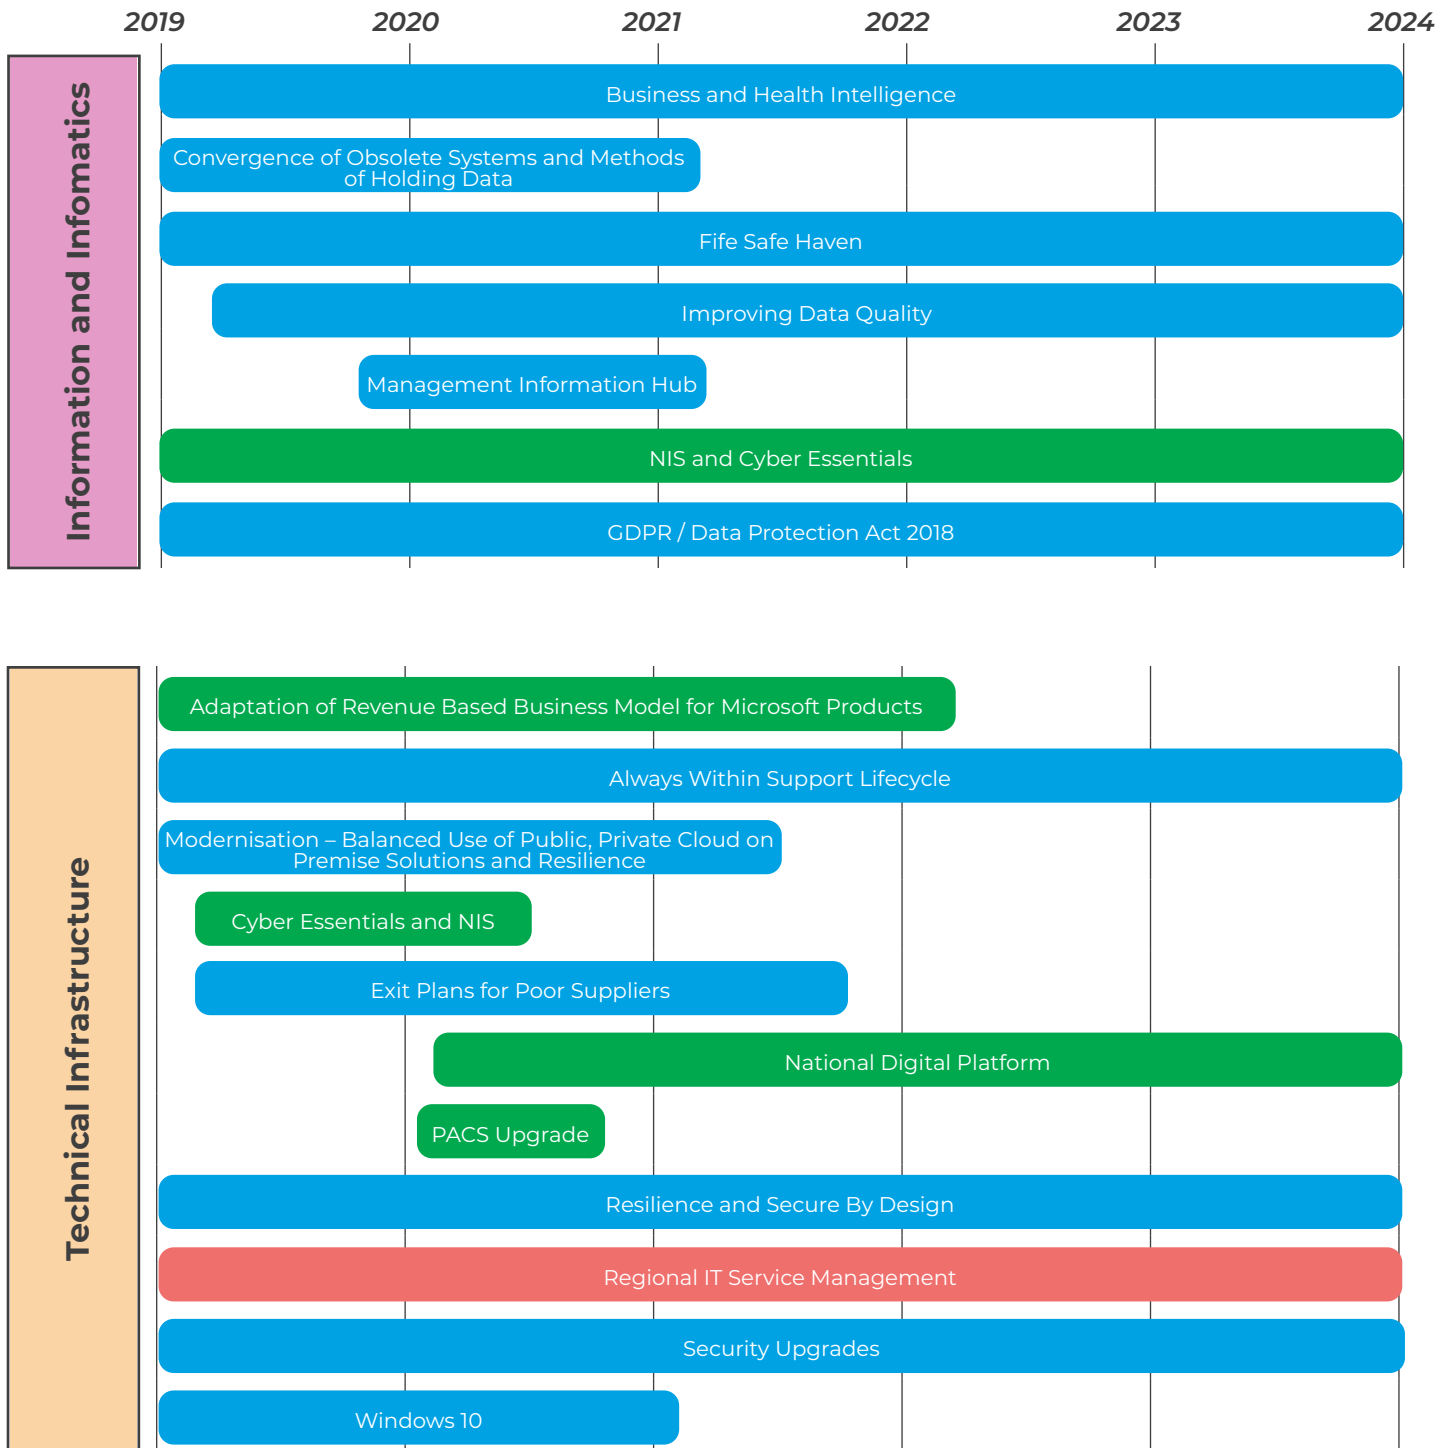 2019 2020 2021 2022 2023 2024
Information and Infomatics
Business and Health Intelligence
Convergence of Obsolete Systems and Methods
of Holding Data
Fife Safe Haven
Improving Data Quality
Management Information Hub
NIS and Cyber Essentials
GDPR / Data Protection Act 2018
Technical Infrastructure
Adaptation of Revenue Based Business Model for Microsoft Products
Always Within Support Lifecycle
Modernisation – Balanced Use of Public, Private Cloud on
Premise Solutions and Resilience
Cyber Essentials and NIS
Exit Plans for Poor Suppliers
National Digital Platform
PACS Upgrade
Resilience and Secure By Design
Regional IT Service Management
Security Upgrades
Windows 10